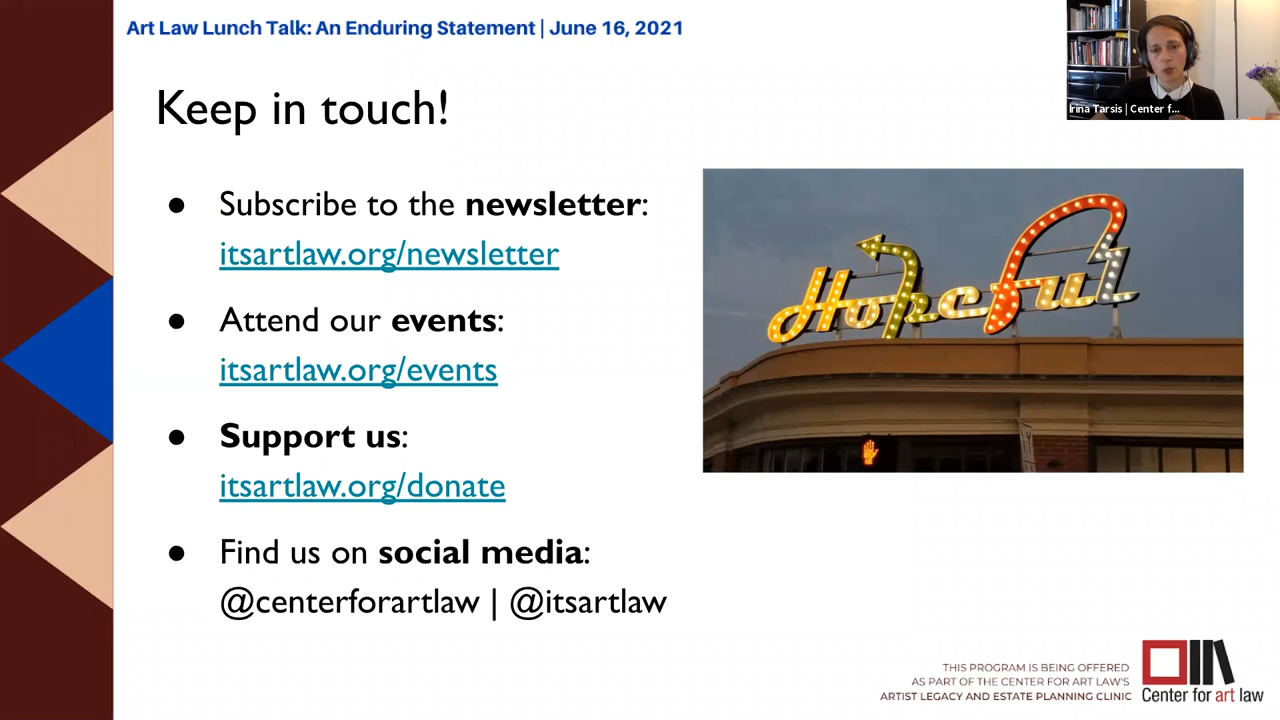 Art Law Lunch Talk: An Enduring Statement | June 16, 2021
Irina Tarsis | Center f...
Keep in touch!
● Subscribe to the newsletter:
itsartlaw.org/newsletter
● Attend our events:
itsartlaw.org/events
● Support us:
itsartlaw.org/donate
● Find us on social media:
@centerforartlaw | @itsartlaw
Hopeful
THIS PROGRAM IS BEING OFFERED
AS PART OF THE CENTER FOR ART LAW'S
ARTIST LEGACY AND ESTATE PLANNING CLINIC
Center for art law